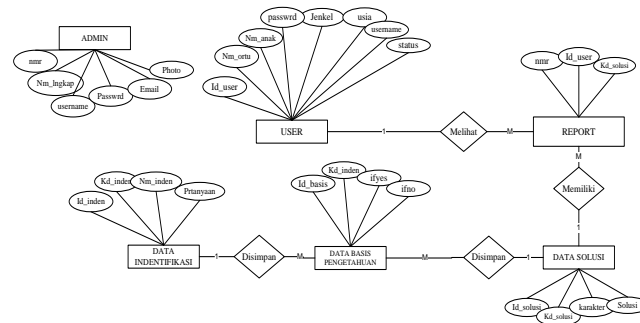 ADMIN
nmr
Nm_lngkap
username
Passwrd
Email
Photo
passwrd
Jenkel
usia
Nm_anak
username
Nm_ortu
status
Id_user
USER
1
Melihat
M
nmr
Id_user
Kd_solusi
REPORT
M
Memiliki
1
Kd_inden
Nm_inden
Id_inden
Prtanyaan
DATA
INDENTIFIKASI
1
Disimpan
M
Kd_inden
Id_basis
ifyes
ifno
DATA BASIS
PENGETAHUAN
M
Disimpan
1
DATA SOLUSI
Id_solusi
Kd_solusi
karakter
Solusi